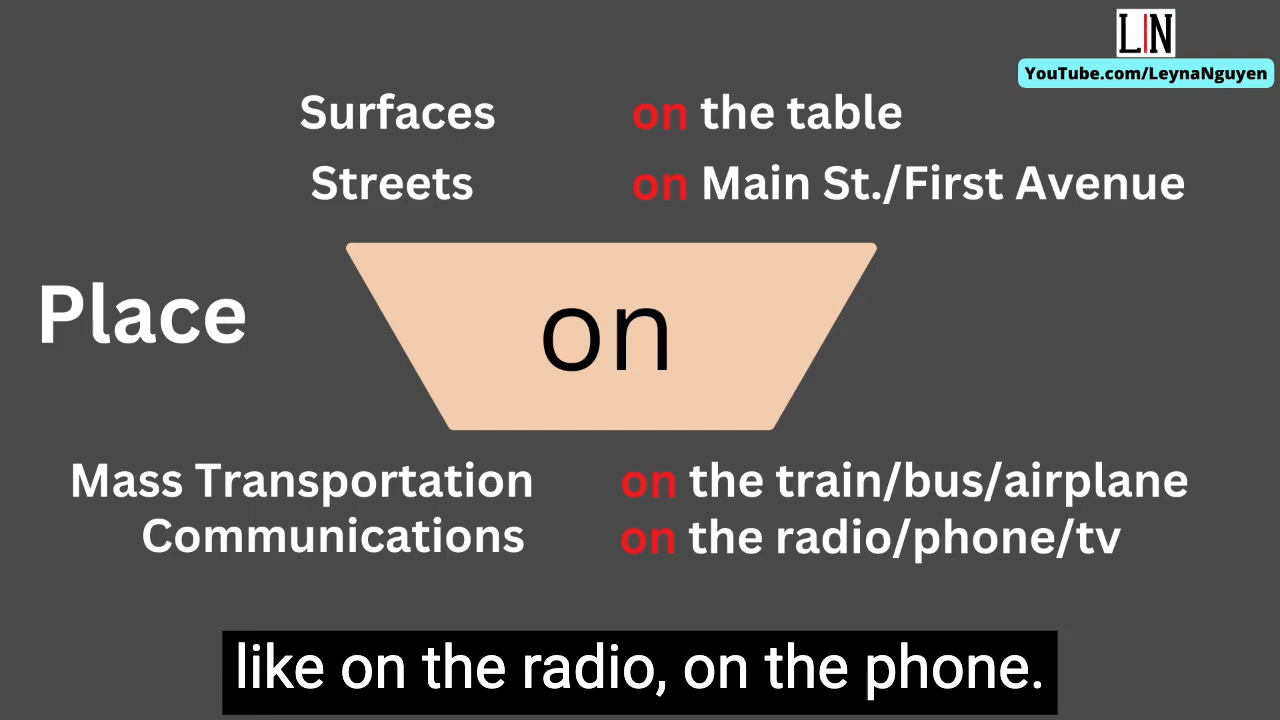 LN
YouTube.com/LeynaNguyen
Surfaces on the table
Streets on Main St./First Avenue
Place
on
Mass Transportation on the train/bus/airplane
Communications on the radio/phone/tv
like on the radio, on the phone.